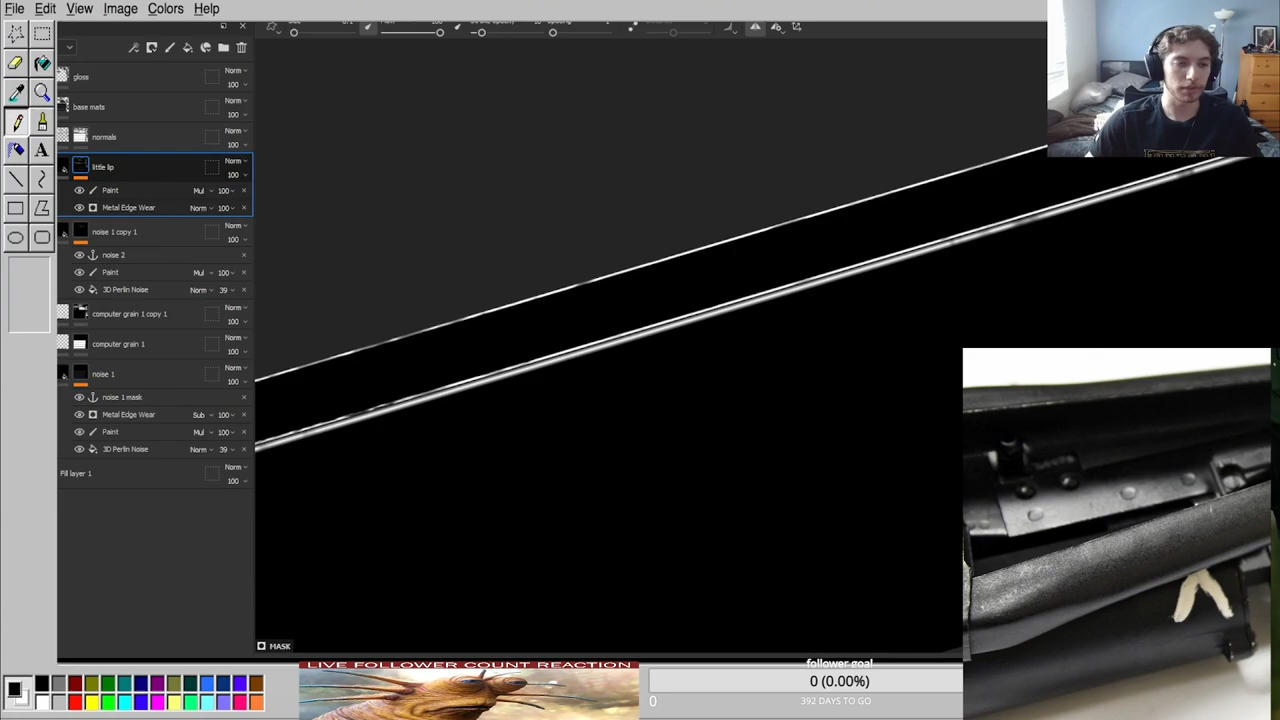 File Edit View Image Colors Help
gloss Norm 100
base mats Norm 100
normals Norm 100
little lip Norm 100
Paint Mul 100
Metal Edge Wear Norm 100
noise 1 copy 1 Norm 100
noise 2
Paint Mul 100
3D Perlin Noise Norm 39
computer grain 1 copy 1 Norm 100
computer grain 1 Norm 100
noise 1 Norm 100
noise 1 mask
Metal Edge Wear Sub 100
Paint Mul 100
3D Perlin Noise Norm 39
Fill layer 1 Norm 100
MASK
LIVE FOLLOWER COUNT REACTION
follower goal
0 (0.00%)
0
392 DAYS TO GO